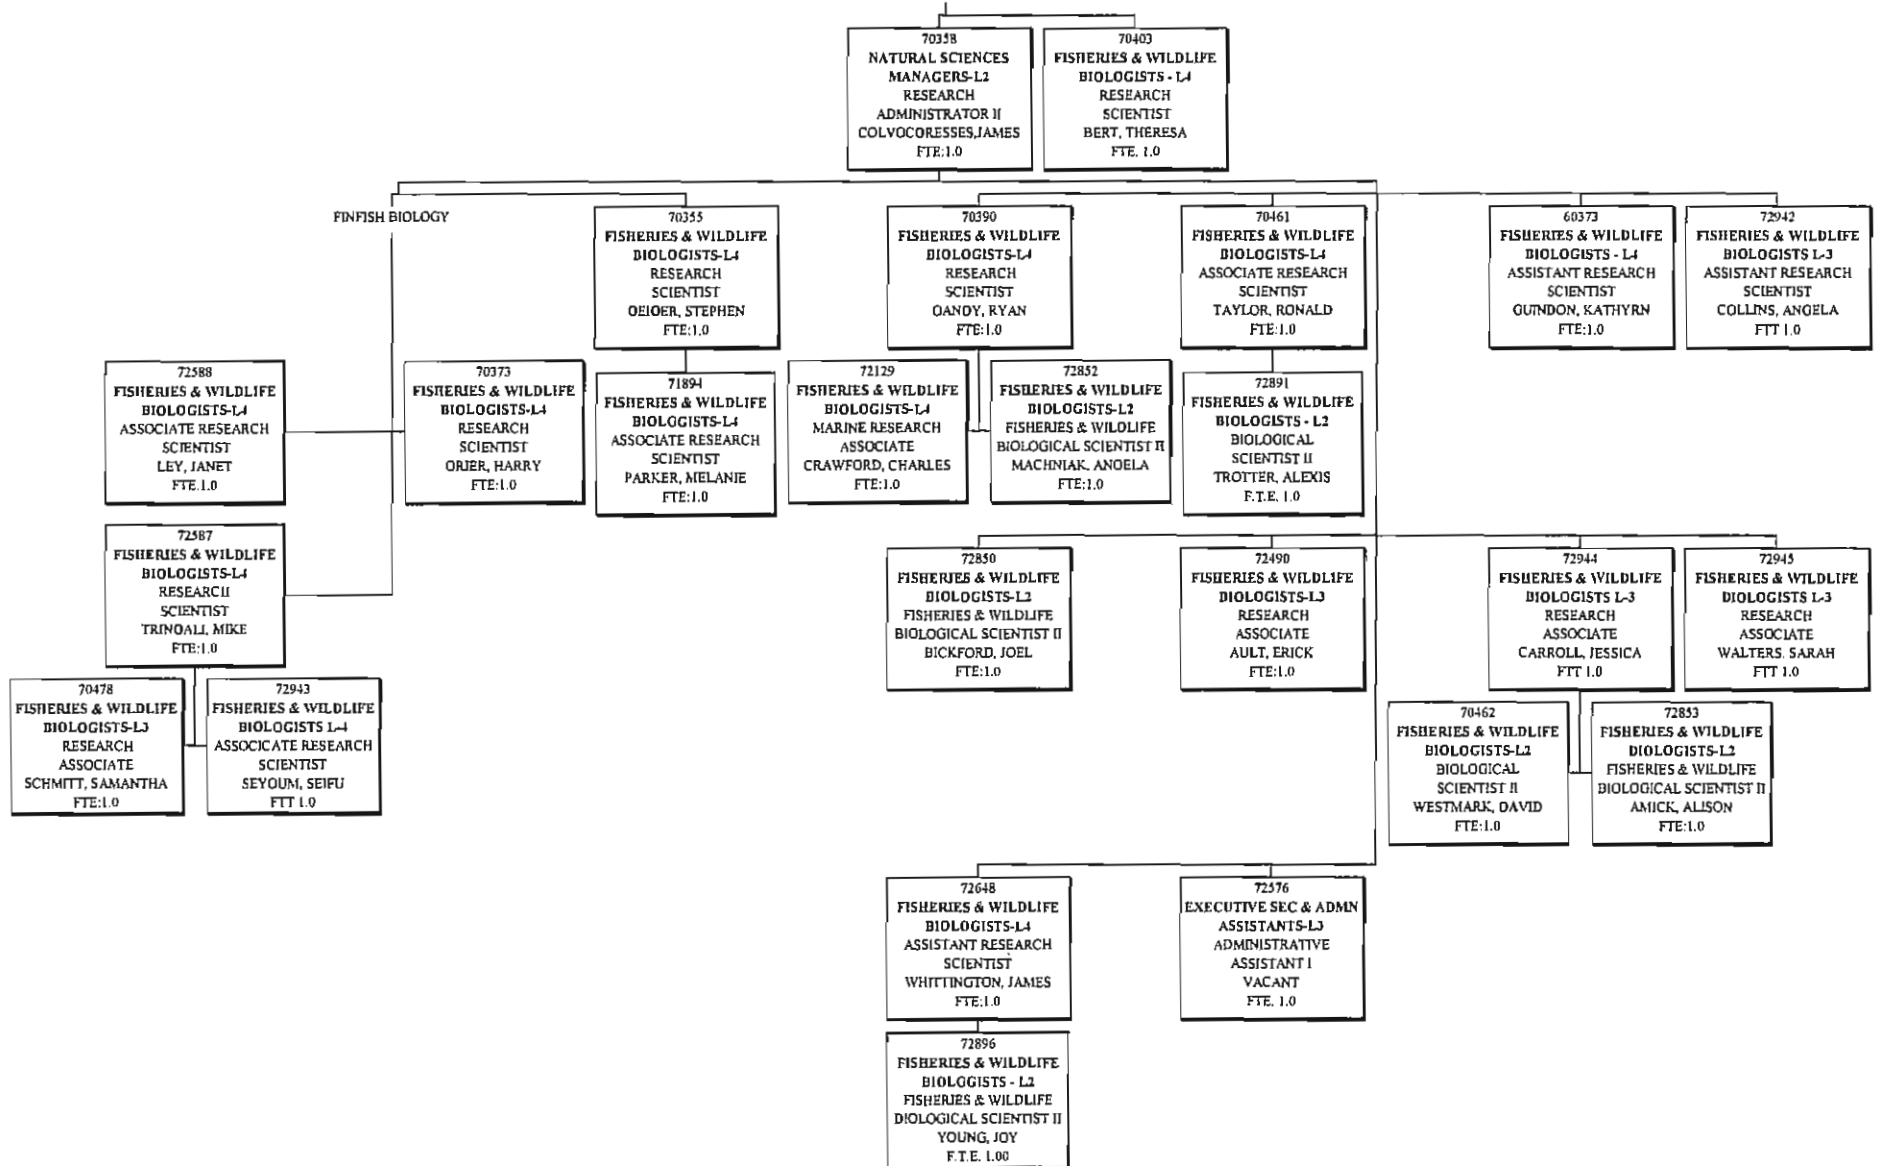 70358
NATURAL SCIENCES
MANAGERS-L2
RESEARCH
ADMINISTRATOR II
COLVOCORESSES,JAMES
FTE:1.0
70403
FISHERIES & WILDLIFE
BIOLOGISTS - L4
RESEARCH
SCIENTIST
BERT, THERESA
FTE. 1.0
FINFISH BIOLOGY
70355
FISHERIES & WILDLIFE
BIOLOGISTS-L4
RESEARCH
SCIENTIST
OEIOER, STEPHEN
FTE:1.0
70390
FISHERIES & WILDLIFE
BIOLOGISTS-L4
RESEARCH
SCIENTIST
OANDY, RYAN
FTE:1.0
70461
FISHERIES & WILDLIFE
BIOLOGISTS-L4
ASSOCIATE RESEARCH
SCIENTIST
TAYLOR, RONALD
FTE:1.0
60373
FISHERIES & WILDLIFE
BIOLOGISTS - L4
ASSISTANT RESEARCH
SCIENTIST
GUINDON, KATHYRN
FTE:1.0
72942
FISHERIES & WILDLIFE
BIOLOGISTS L-3
ASSISTANT RESEARCH
SCIENTIST
COLLINS, ANGELA
FTT 1.0
72588
FISHERIES & WILDLIFE
BIOLOGISTS-L4
ASSOCIATE RESEARCH
SCIENTIST
LEY, JANET
FTE.1.0
70373
FISHERIES & WILDLIFE
BIOLOGISTS-L4
RESEARCH
SCIENTIST
ORIER, HARRY
FTE:1.0
71894
FISHERIES & WILDLIFE
BIOLOGISTS-L4
ASSOCIATE RESEARCH
SCIENTIST
PARKER, MELANIE
FTE:1.0
72129
FISHERIES & WILDLIFE
BIOLOGISTS-L4
MARINE RESEARCH
ASSOCIATE
CRAWFORD, CHARLES
FTE:1.0
72852
FISHERIES & WILDLIFE
BIOLOGISTS-L2
FISHERIES & WILDLIFE
BIOLOGICAL SCIENTIST II
MACHNIAK, ANOELA
FTE:1.0
72891
FISHERIES & WILDLIFE
BIOLOGISTS - L2
BIOLOGICAL
SCIENTIST II
TROTTER, ALEXIS
F.T.E. 1.0
72587
FISHERIES & WILDLIFE
BIOLOGISTS-L4
RESEARCH
SCIENTIST
TRINOALI, MIKE
FTE:1.0
72850
FISHERIES & WILDLIFE
BIOLOGISTS-L2
FISHERIES & WILDLIFE
BIOLOGICAL SCIENTIST II
BICKFORD, JOEL
FTE:1.0
72490
FISHERIES & WILDLIFE
BIOLOGISTS-L3
RESEARCH
ASSOCIATE
AULT, ERICK
FTE:1.0
72944
FISHERIES & WILDLIFE
BIOLOGISTS L-3
RESEARCH
ASSOCIATE
CARROLL, JESSICA
FTT 1.0
72945
FISHERIES & WILDLIFE
BIOLOGISTS L-3
RESEARCH
ASSOCIATE
WALTERS, SARAH
FTT 1.0
70478
FISHERIES & WILDLIFE
BIOLOGISTS-L3
RESEARCH
ASSOCIATE
SCHMITT, SAMANTHA
FTE:1.0
72943
FISHERIES & WILDLIFE
BIOLOGISTS L-4
ASSOCICATE RESEARCH
SCIENTIST
SEYOUM, SEIFU
FTT 1.0
70462
FISHERIES & WILDLIFE
BIOLOGISTS-L2
BIOLOGICAL
SCIENTIST II
WESTMARK, DAVID
FTE:1.0
72853
FISHERIES & WILDLIFE
BIOLOGISTS-L2
FISHERIES & WILDLIFE
BIOLOGICAL SCIENTIST II
AMICK, ALISON
FTE:1.0
72648
FISHERIES & WILDLIFE
BIOLOGISTS-L4
ASSISTANT RESEARCH
SCIENTIST
WHITTINGTON, JAMES
FTE:1.0
72576
EXECUTIVE SEC & ADMN
ASSISTANTS-L3
ADMINISTRATIVE
ASSISTANT I
VACANT
FTE. 1.0
72896
FISHERIES & WILDLIFE
BIOLOGISTS - L2
FISHERIES & WILDLIFE
BIOLOGICAL SCIENTIST II
YOUNG, JOY
F.T.E. 1.00